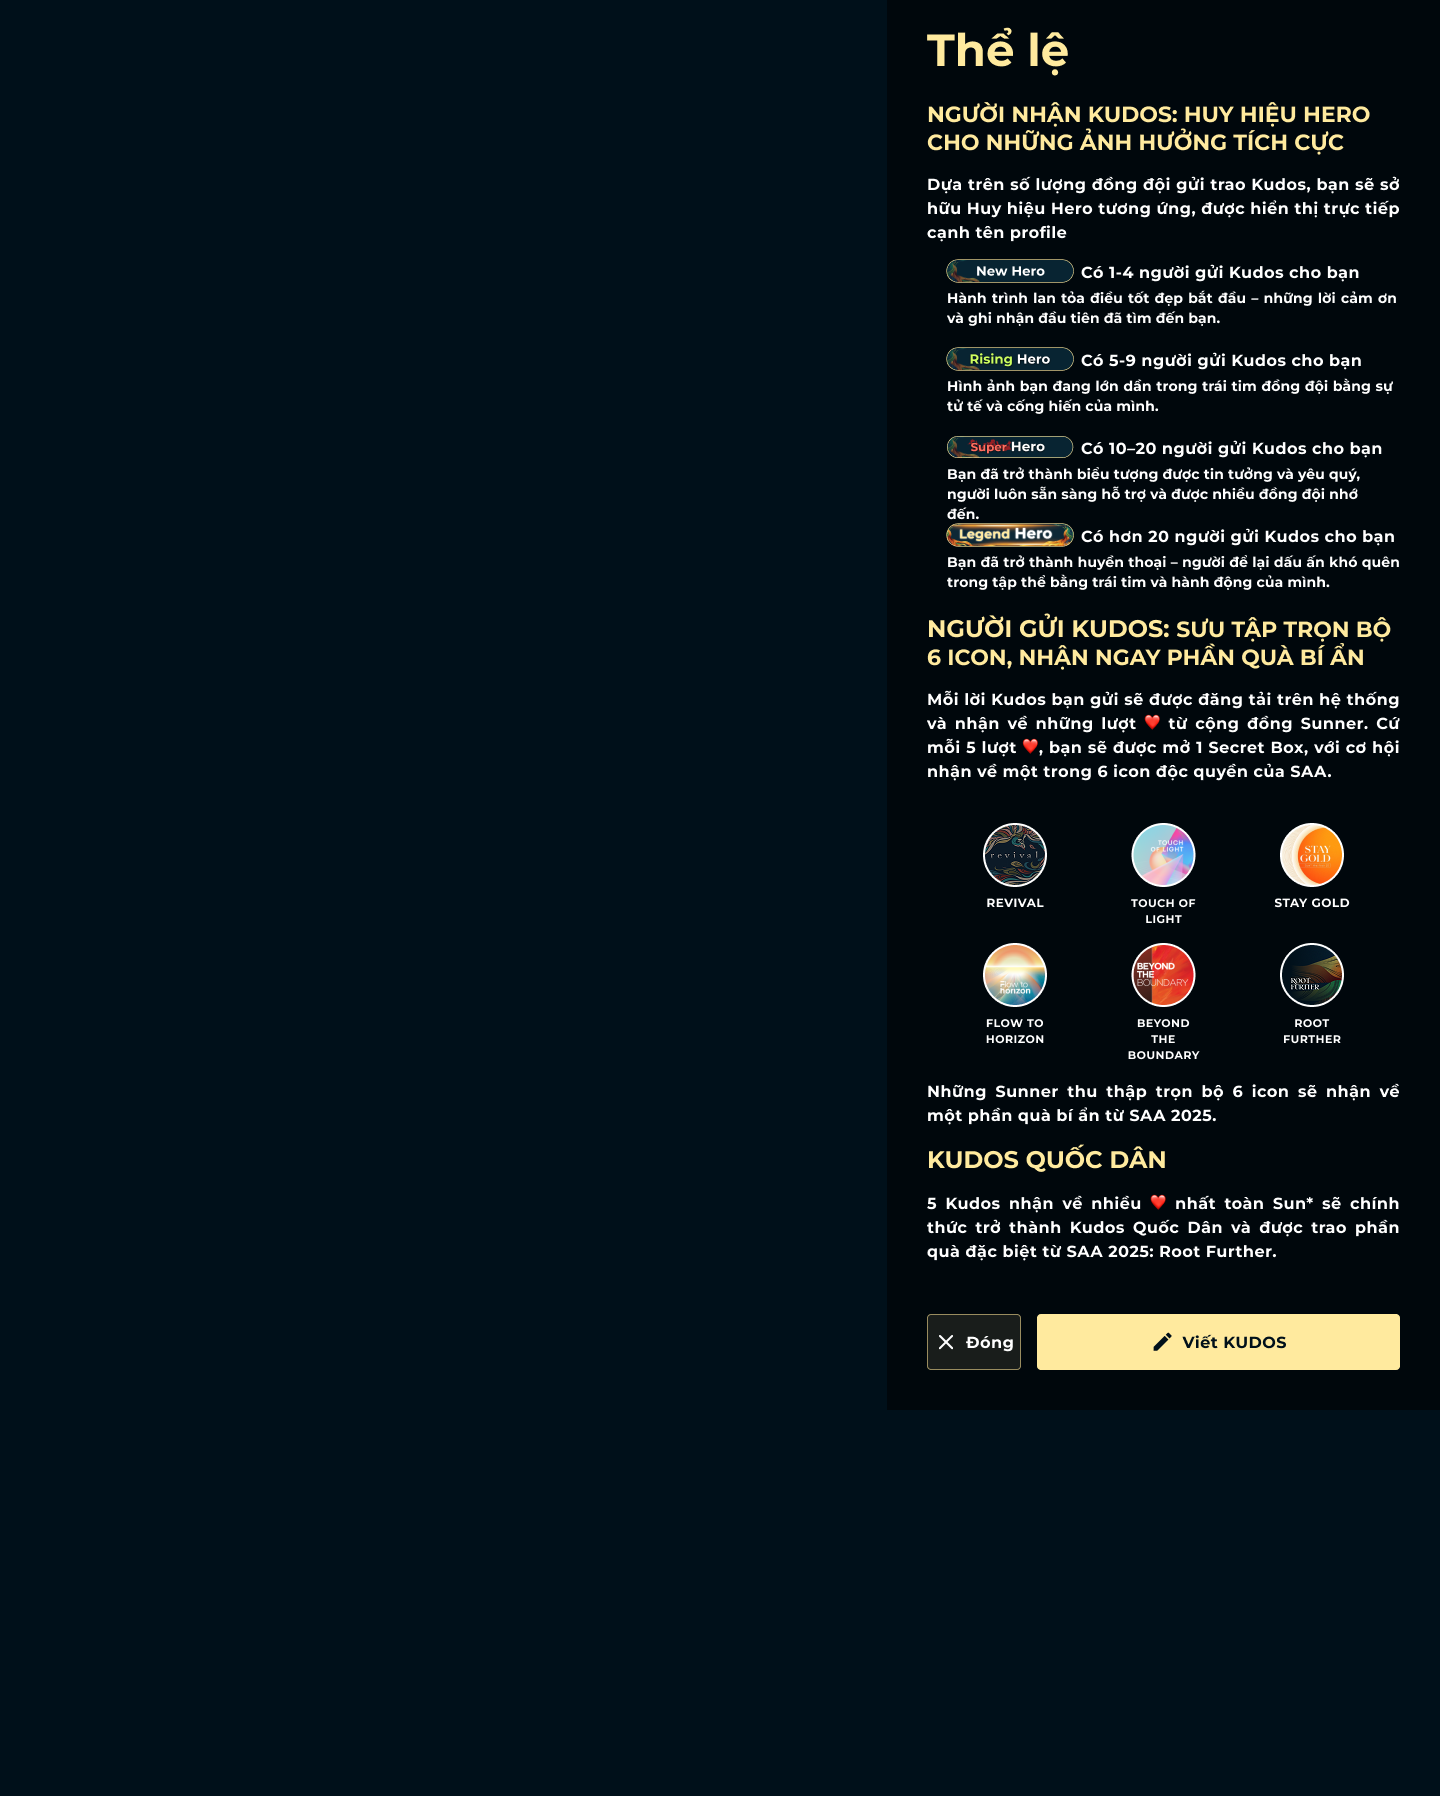 Thể lệ
NGƯỜI NHẬN KUDOS: HUY HIỆU HERO
CHO NHỮNG ẢNH HƯỞNG TÍCH CỰC
Dựa trên số lượng đồng đội gửi trao Kudos, bạn sẽ sở
hữu Huy hiệu Hero tương ứng, được hiển thị trực tiếp
cạnh tên profile
New Hero Có 1-4 người gửi Kudos cho bạn
Hành trình lan tỏa điều tốt đẹp bắt đầu – những lời cảm ơn
và ghi nhận đầu tiên đã tìm đến bạn.
Rising Hero Có 5-9 người gửi Kudos cho bạn
Hình ảnh bạn đang lớn dần trong trái tim đồng đội bằng sự
tử tế và cống hiến của mình.
Super Hero Có 10–20 người gửi Kudos cho bạn
Bạn đã trở thành biểu tượng được tin tưởng và yêu quý,
người luôn sẵn sàng hỗ trợ và được nhiều đồng đội nhớ
đến.
Legend Hero Có hơn 20 người gửi Kudos cho bạn
Bạn đã trở thành huyền thoại – người để lại dấu ấn khó quên
trong tập thể bằng trái tim và hành động của mình.
NGƯỜI GỬI KUDOS: SƯU TẬP TRỌN BỘ
6 ICON, NHẬN NGAY PHẦN QUÀ BÍ ẨN
Mỗi lời Kudos bạn gửi sẽ được đăng tải trên hệ thống
và nhận về những lượt ❤️ từ cộng đồng Sunner. Cứ
mỗi 5 lượt ❤️, bạn sẽ được mở 1 Secret Box, với cơ hội
nhận về một trong 6 icon độc quyền của SAA.
revival
REVIVAL
TOUCH
OF LIGHT
TOUCH OF
LIGHT
STAY
GOLD
STAY GOLD
Flow to
horizon
FLOW TO
HORIZON
BEYOND
THE
BOUNDARY
BEYOND
THE
BOUNDARY
ROOT
FURTHER
ROOT
FURTHER
Những Sunner thu thập trọn bộ 6 icon sẽ nhận về
một phần quà bí ẩn từ SAA 2025.
KUDOS QUỐC DÂN
5 Kudos nhận về nhiều ❤️ nhất toàn Sun* sẽ chính
thức trở thành Kudos Quốc Dân và được trao phần
quà đặc biệt từ SAA 2025: Root Further.
Đóng
Viết KUDOS